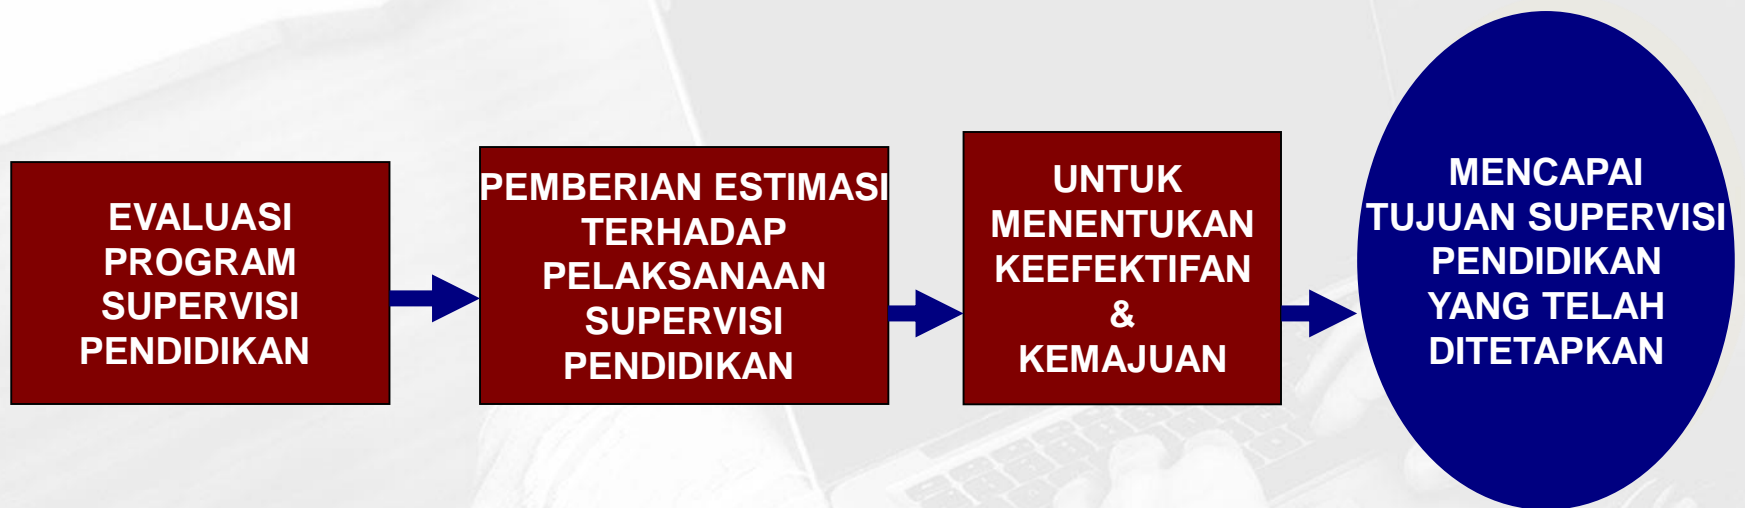 EVALUASI
PROGRAM
SUPERVISI
PENDIDIKAN
PEMBERIAN ESTIMASI
TERHADAP
PELAKSANAAN
SUPERVISI
PENDIDIKAN
UNTUK
MENENTUKAN
KEEFEKTIFAN
&
KEMAJUAN
MENCAPAI
TUJUAN SUPERVISI
PENDIDIKAN
YANG TELAH
DITETAPKAN